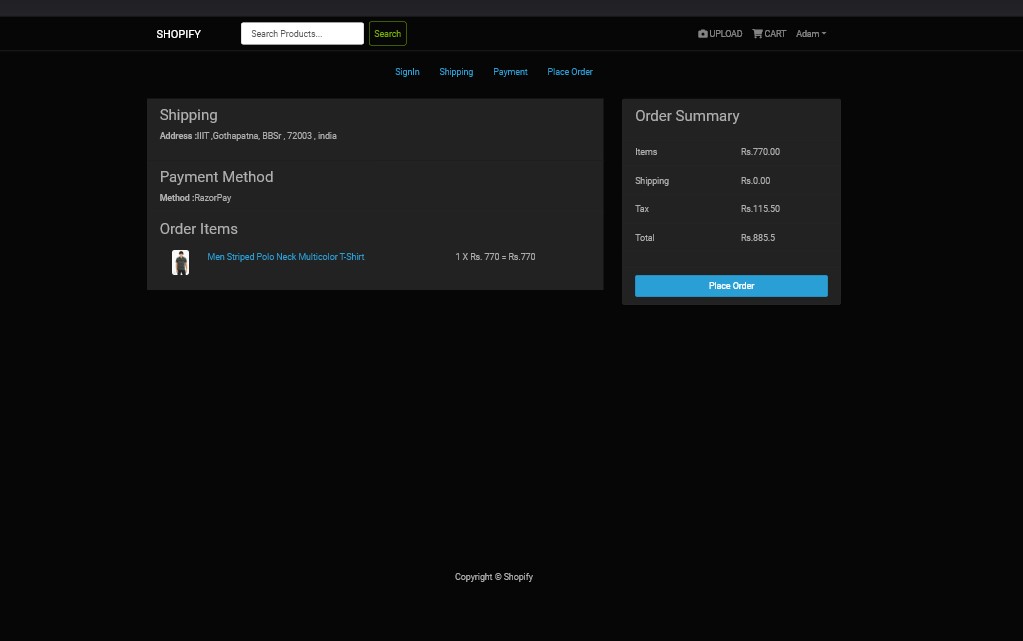 SHOPIFY
Search Products...
Search
UPLOAD
CART
Adam
SignIn
Shipping
Payment
Place Order
Shipping
Address :IIIT ,Gothapatna, BBSr , 72003 , india
Payment Method
Method :RazorPay
Order Items
Men Striped Polo Neck Multicolor T-Shirt
1 X Rs. 770 = Rs.770
Order Summary
Items Rs.770.00
Shipping Rs.0.00
Tax Rs.115.50
Total Rs.885.5
Place Order
Copyright © Shopify